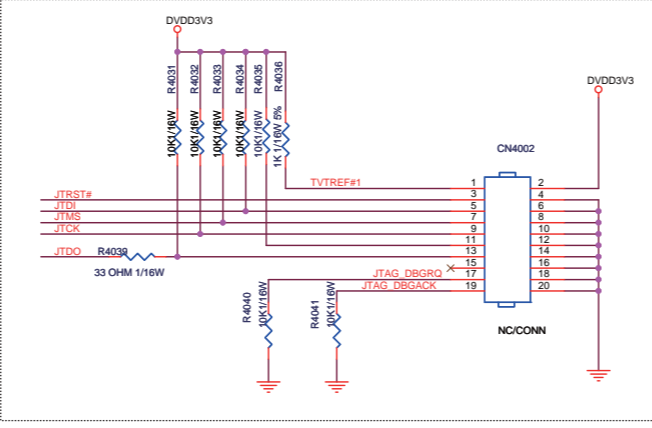 DVDD3V3
R4031
R4032
R4033
R4034
R4035
R4036
10K1/16W
10K1/16W
10K1/16W
10K1/16W
10K1/16W
1K 1/16W 5%
DVDD3V3
CN4002
TVTREF#1
1
2
JTRST#
3
4
JTDI
5
6
JTMS
7
8
JTCK
9
10
11
12
JTDO
R4039
13
14
33 OHM 1/16W
15
16
JTAG_DBGRQ
17
18
JTAG_DBGACK
19
20
R4040
10K1/16W
R4041
10K1/16W
NC/CONN